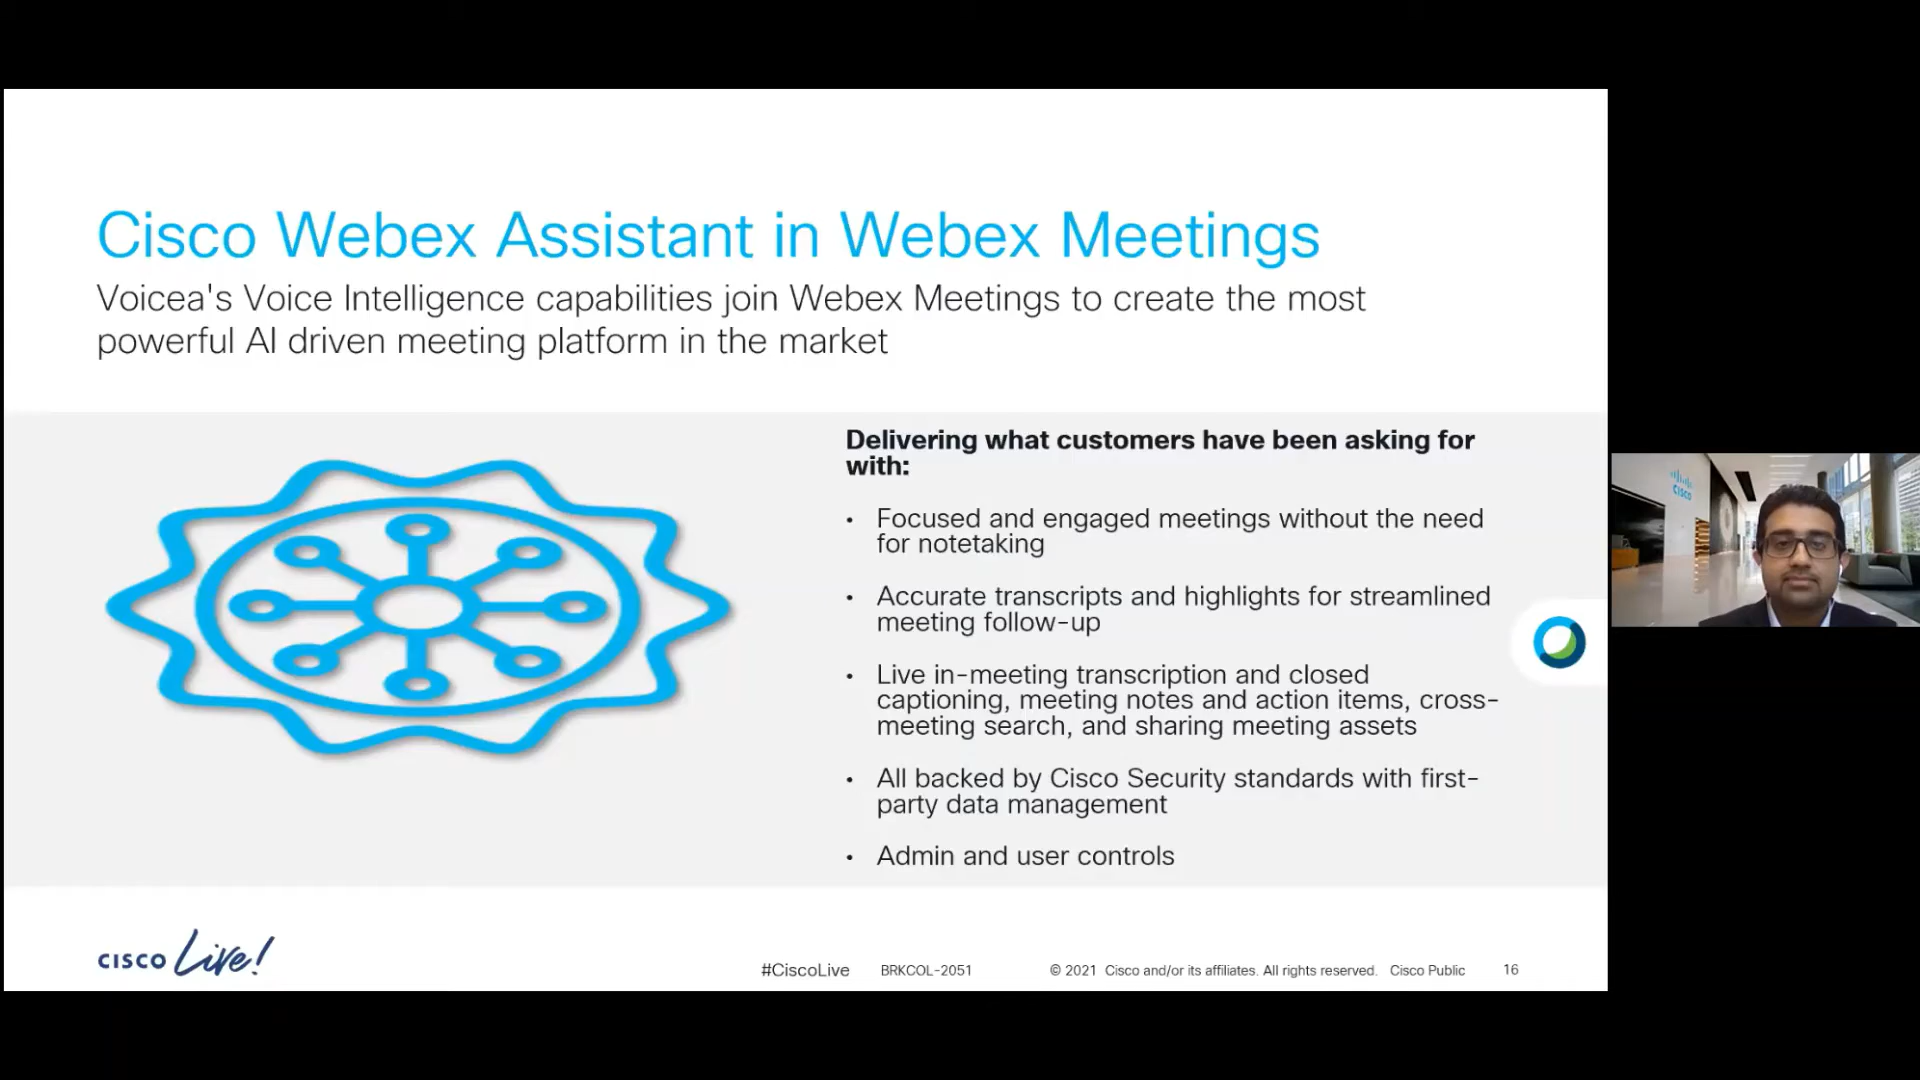 Cisco Webex Assistant in Webex Meetings
Voicea's Voice Intelligence capabilities join Webex Meetings to create the most
powerful AI driven meeting platform in the market
Delivering what customers have been asking for
with:
• Focused and engaged meetings without the need
for notetaking
• Accurate transcripts and highlights for streamlined
meeting follow-up
• Live in-meeting transcription and closed
captioning, meeting notes and action items, cross-
meeting search, and sharing meeting assets
• All backed by Cisco Security standards with first-
party data management
• Admin and user controls
CISCO
CISCO Live!
#CiscoLive BRKCOL-2051 © 2021 Cisco and/or its affiliates. All rights reserved. Cisco Public 16